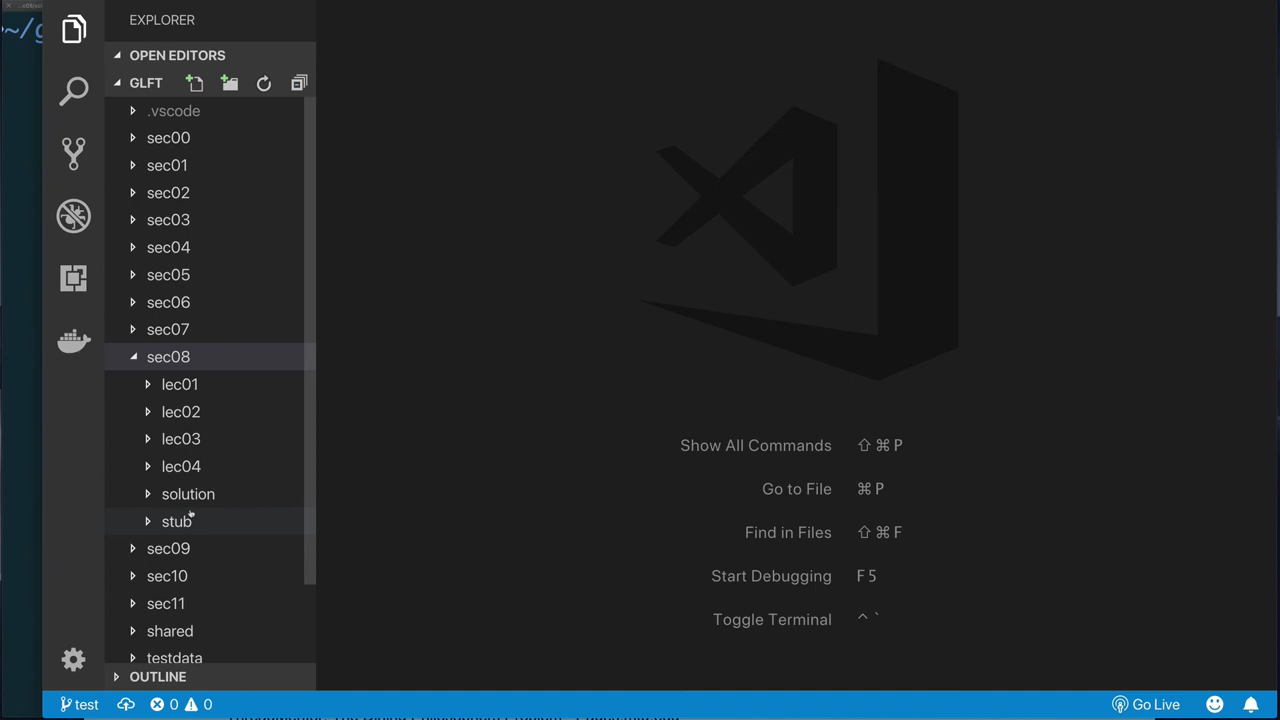 ~/g
EXPLORER
OPEN EDITORS
GLFT
.vscode
sec00
sec01
sec02
sec03
sec04
sec05
sec06
sec07
sec08
lec01
lec02
lec03
lec04
solution
stub
sec09
sec10
sec11
shared
testdata
OUTLINE
Show All Commands ⇧ ⌘ P
Go to File ⌘ P
Find in Files ⇧ ⌘ F
Start Debugging F 5
Toggle Terminal ^ `
test 0 0 Go Live